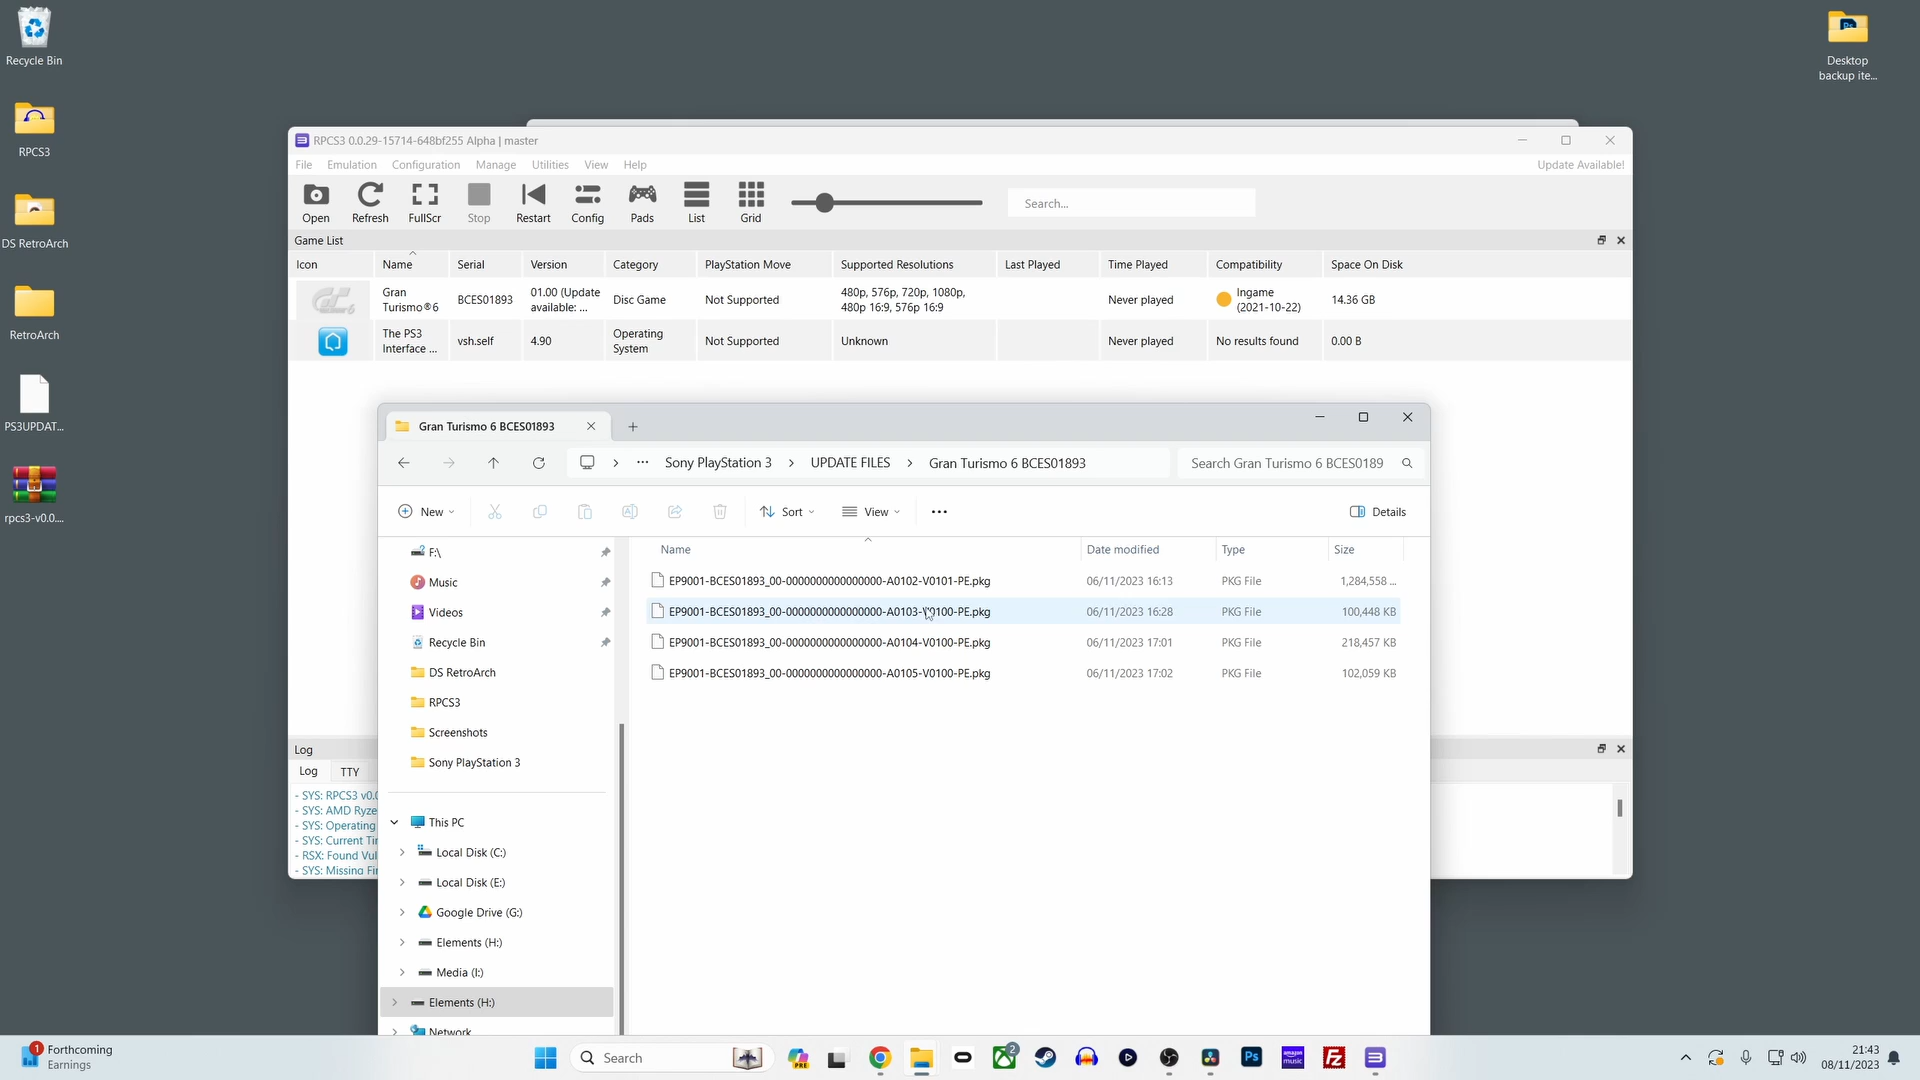 Recycle Bin
RPCS3
DS RetroArch
RetroArch
PS3UPDAT...
rpcs3-v0.0....
Desktop
backup ite...
RPCS3 0.0.29-15714-648bf255 Alpha | master
File Emulation Configuration Manage Utilities View Help Update Available!
Open Refresh FullScr Stop Restart Config Pads List Grid Search...
Game List
Icon Name Serial Version Category PlayStation Move Supported Resolutions Last Played Time Played Compatibility Space On Disk
Gran
Turismo®6
BCES01893
01.00 (Update
available: ...
Disc Game
Not Supported
480p, 576p, 720p, 1080p,
480p 16:9, 576p 16:9
Never played
Ingame
(2021-10-22)
14.36 GB
The PS3
Interface ...
vsh.self
4.90
Operating
System
Not Supported
Unknown
Never played
No results found
0.00 B
Gran Turismo 6 BCES01893
Sony PlayStation 3 UPDATE FILES Gran Turismo 6 BCES01893 Search Gran Turismo 6 BCES0189
New Sort View Details
F:\
Music
Videos
Recycle Bin
DS RetroArch
RPCS3
Screenshots
Sony PlayStation 3
This PC
Local Disk (C:)
Local Disk (E:)
Google Drive (G:)
Elements (H:)
Media (I:)
Elements (H:)
Network
Name Date modified Type Size
EP9001-BCES01893_00-0000000000000000-A0102-V0101-PE.pkg 06/11/2023 16:13 PKG File 1,284,558 ...
EP9001-BCES01893_00-0000000000000000-A0103-V0100-PE.pkg 06/11/2023 16:28 PKG File 100,448 KB
EP9001-BCES01893_00-0000000000000000-A0104-V0100-PE.pkg 06/11/2023 17:01 PKG File 218,457 KB
EP9001-BCES01893_00-0000000000000000-A0105-V0100-PE.pkg 06/11/2023 17:02 PKG File 102,059 KB
Log
Log TTY
- SYS: RPCS3 v0.0
- SYS: AMD Ryze
- SYS: Operating
- SYS: Current Ti
- RSX: Found Vul
- SYS: Missing Fi
1 Forthcoming
Earnings
Search
PRE
2
Ps
amazon
music
Fz
21:43
08/11/2023